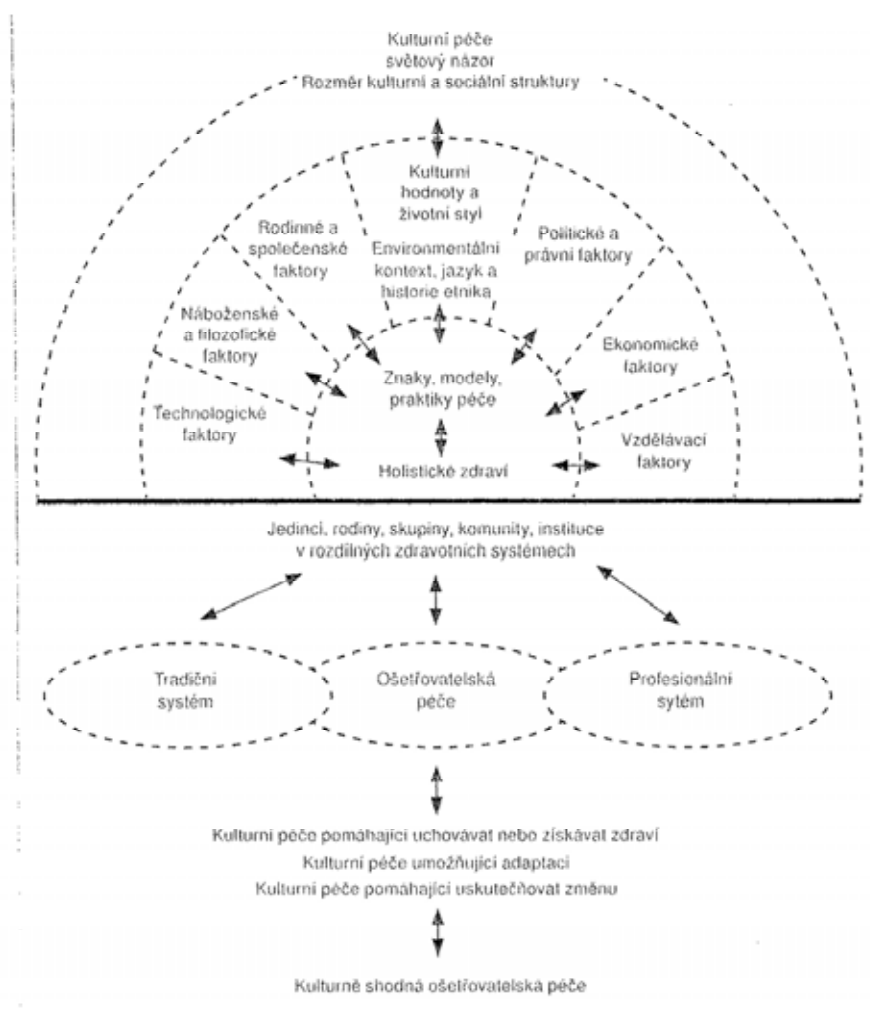 Kulturní péče
světový názor
Rozměr kulturní a sociální struktury
Kulturní
hodnoty a
životní styl
Rodinné a
společenské
faktory
Environmentální
kontext, jazyk a
historie etnika
Politické a
právní faktory
Náboženské
a filozofické
faktory
Ekonomické
faktory
Znaky, modely,
praktiky péče
Technologické
faktory
Vzdělávací
faktory
Holistické zdraví
Jedinci, rodiny, skupiny, komunity, instituce
v rozdílných zdravotních systémech
Tradiční
systém
Ošetřovatelská
péče
Profesionální
sytém
Kulturní péče pomáhající uchovávat nebo získávat zdraví
Kulturní péče umožňující adaptaci
Kulturní péče pomáhající uskutečňovat změnu
Kulturně shodná ošetřovatelská péče